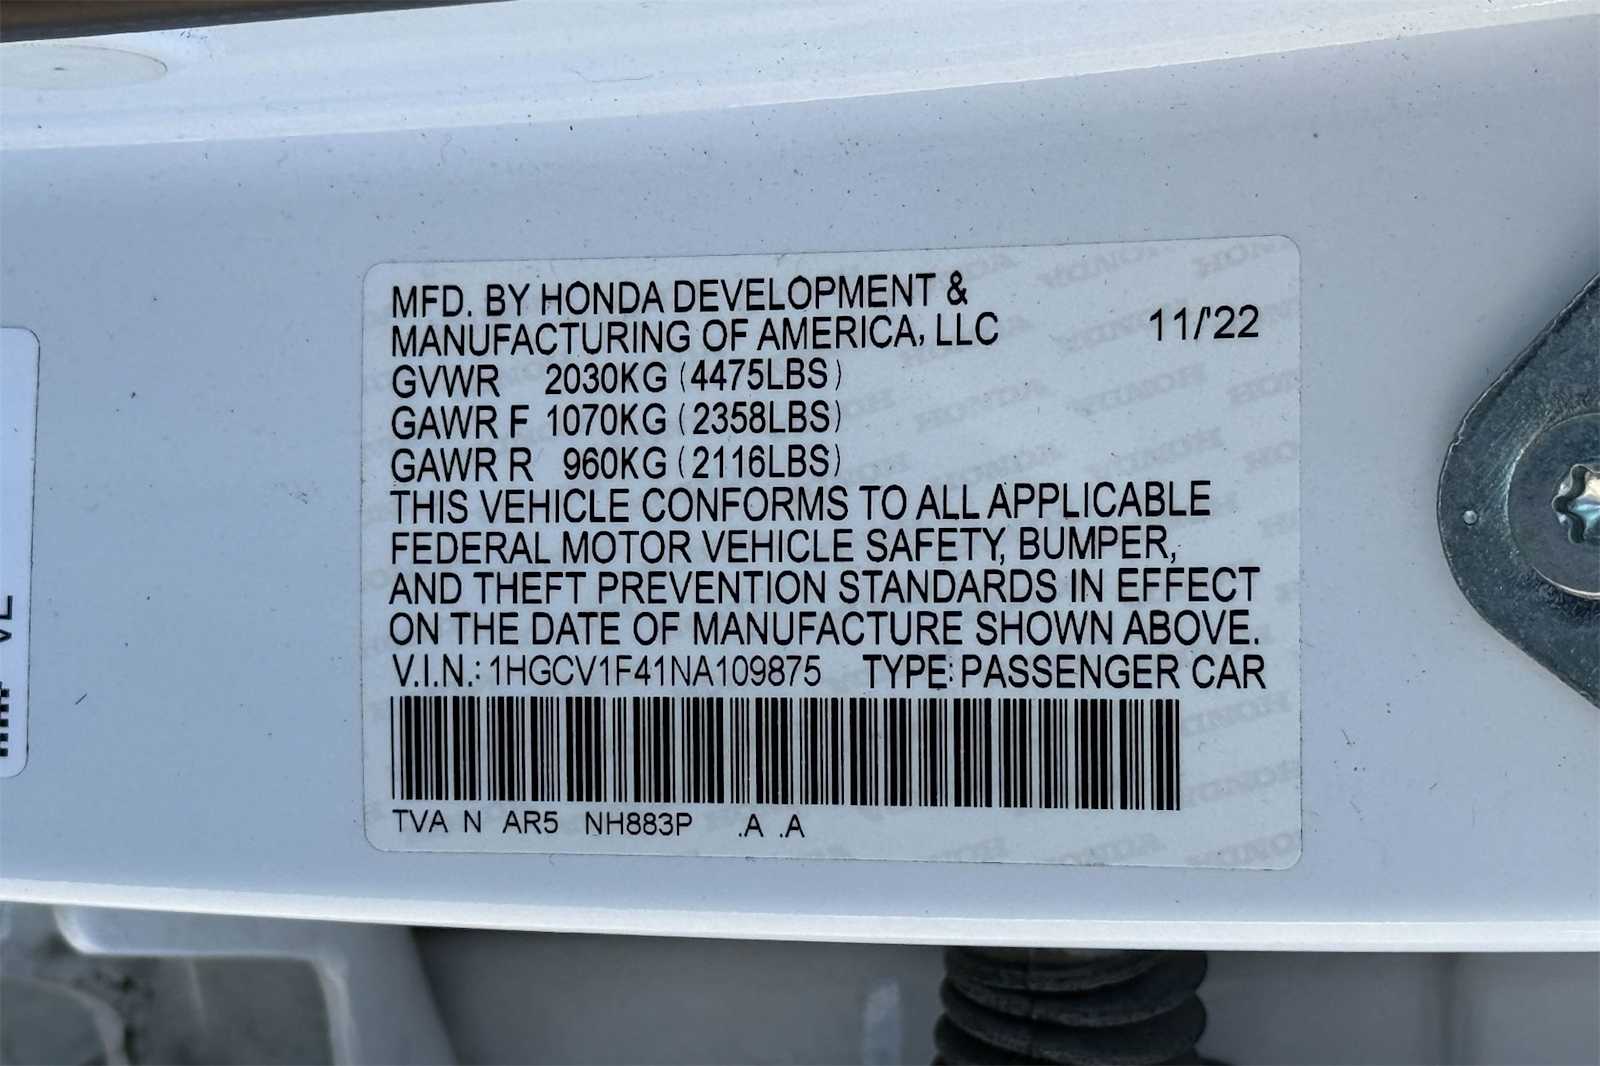 MFD. BY HONDA DEVELOPMENT &
MANUFACTURING OF AMERICA, LLC 11/'22
GVWR 2030KG (4475LBS)
GAWR F 1070KG (2358LBS)
GAWR R 960KG (2116LBS)
THIS VEHICLE CONFORMS TO ALL APPLICABLE
FEDERAL MOTOR VEHICLE SAFETY, BUMPER,
AND THEFT PREVENTION STANDARDS IN EFFECT
ON THE DATE OF MANUFACTURE SHOWN ABOVE.
V.I.N.: 1HGCV1F41NA109875 TYPE: PASSENGER CAR
TVA N AR5 NH883P .A .A